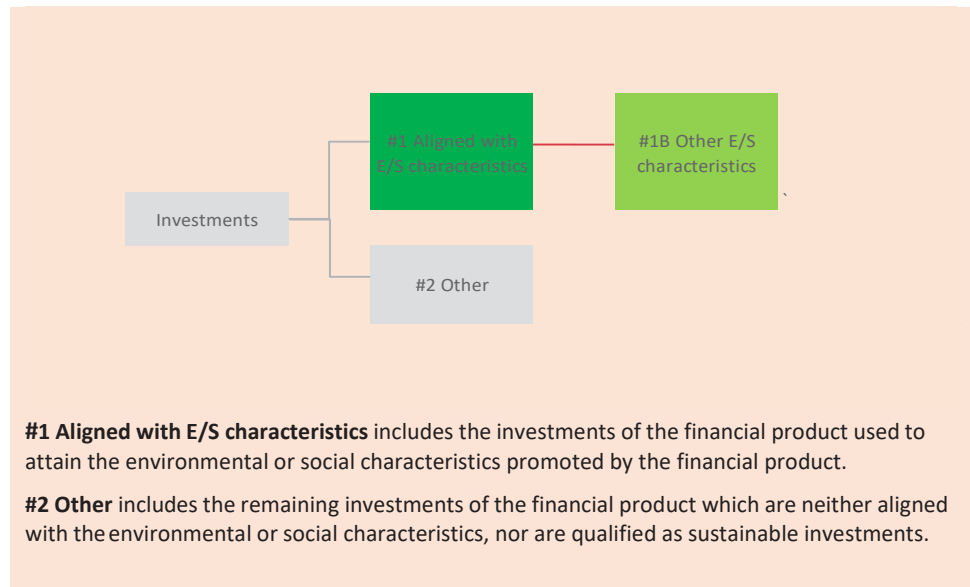 #1 Aligned with
E/S characteristics
#1B Other E/S
characteristics
`
Investments
#2 Other
#1 Aligned with E/S characteristics includes the investments of the financial product used to
attain the environmental or social characteristics promoted by the financial product.
#2 Other includes the remaining investments of the financial product which are neither aligned
with the environmental or social characteristics, nor are qualified as sustainable investments.